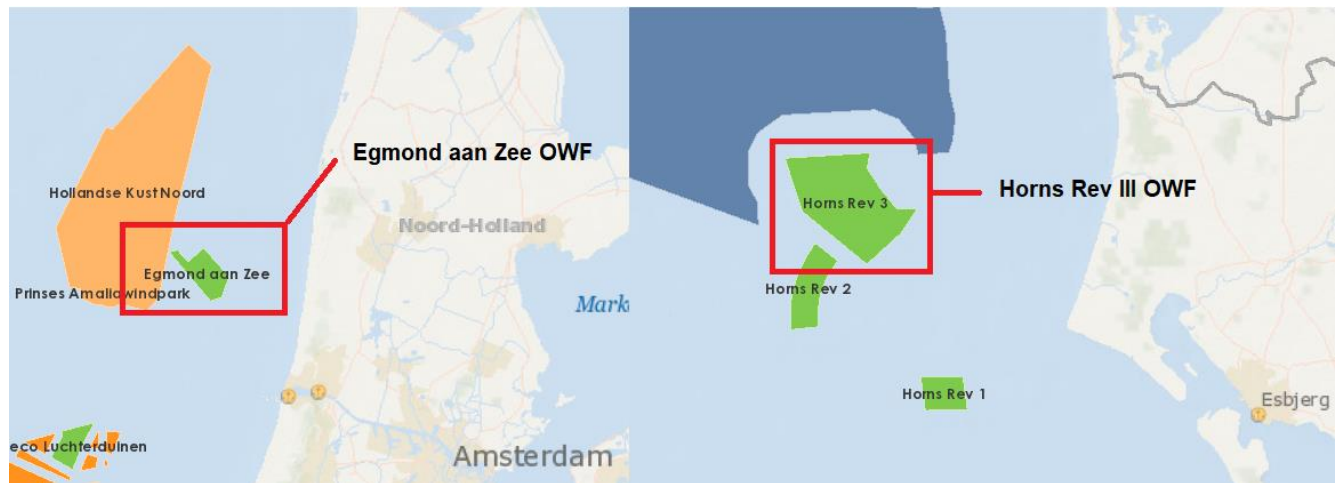 Egmond aan Zee OWF
Hollandse Kust Noord
Noord-Holland
Egmond aan Zee
Prinses Amaliawindpark
Mark
eco Luchterduinen
Amsterdam
Horns Rev III OWF
Horns Rev 3
Horns Rev 2
Horns Rev 1
Esbjerg